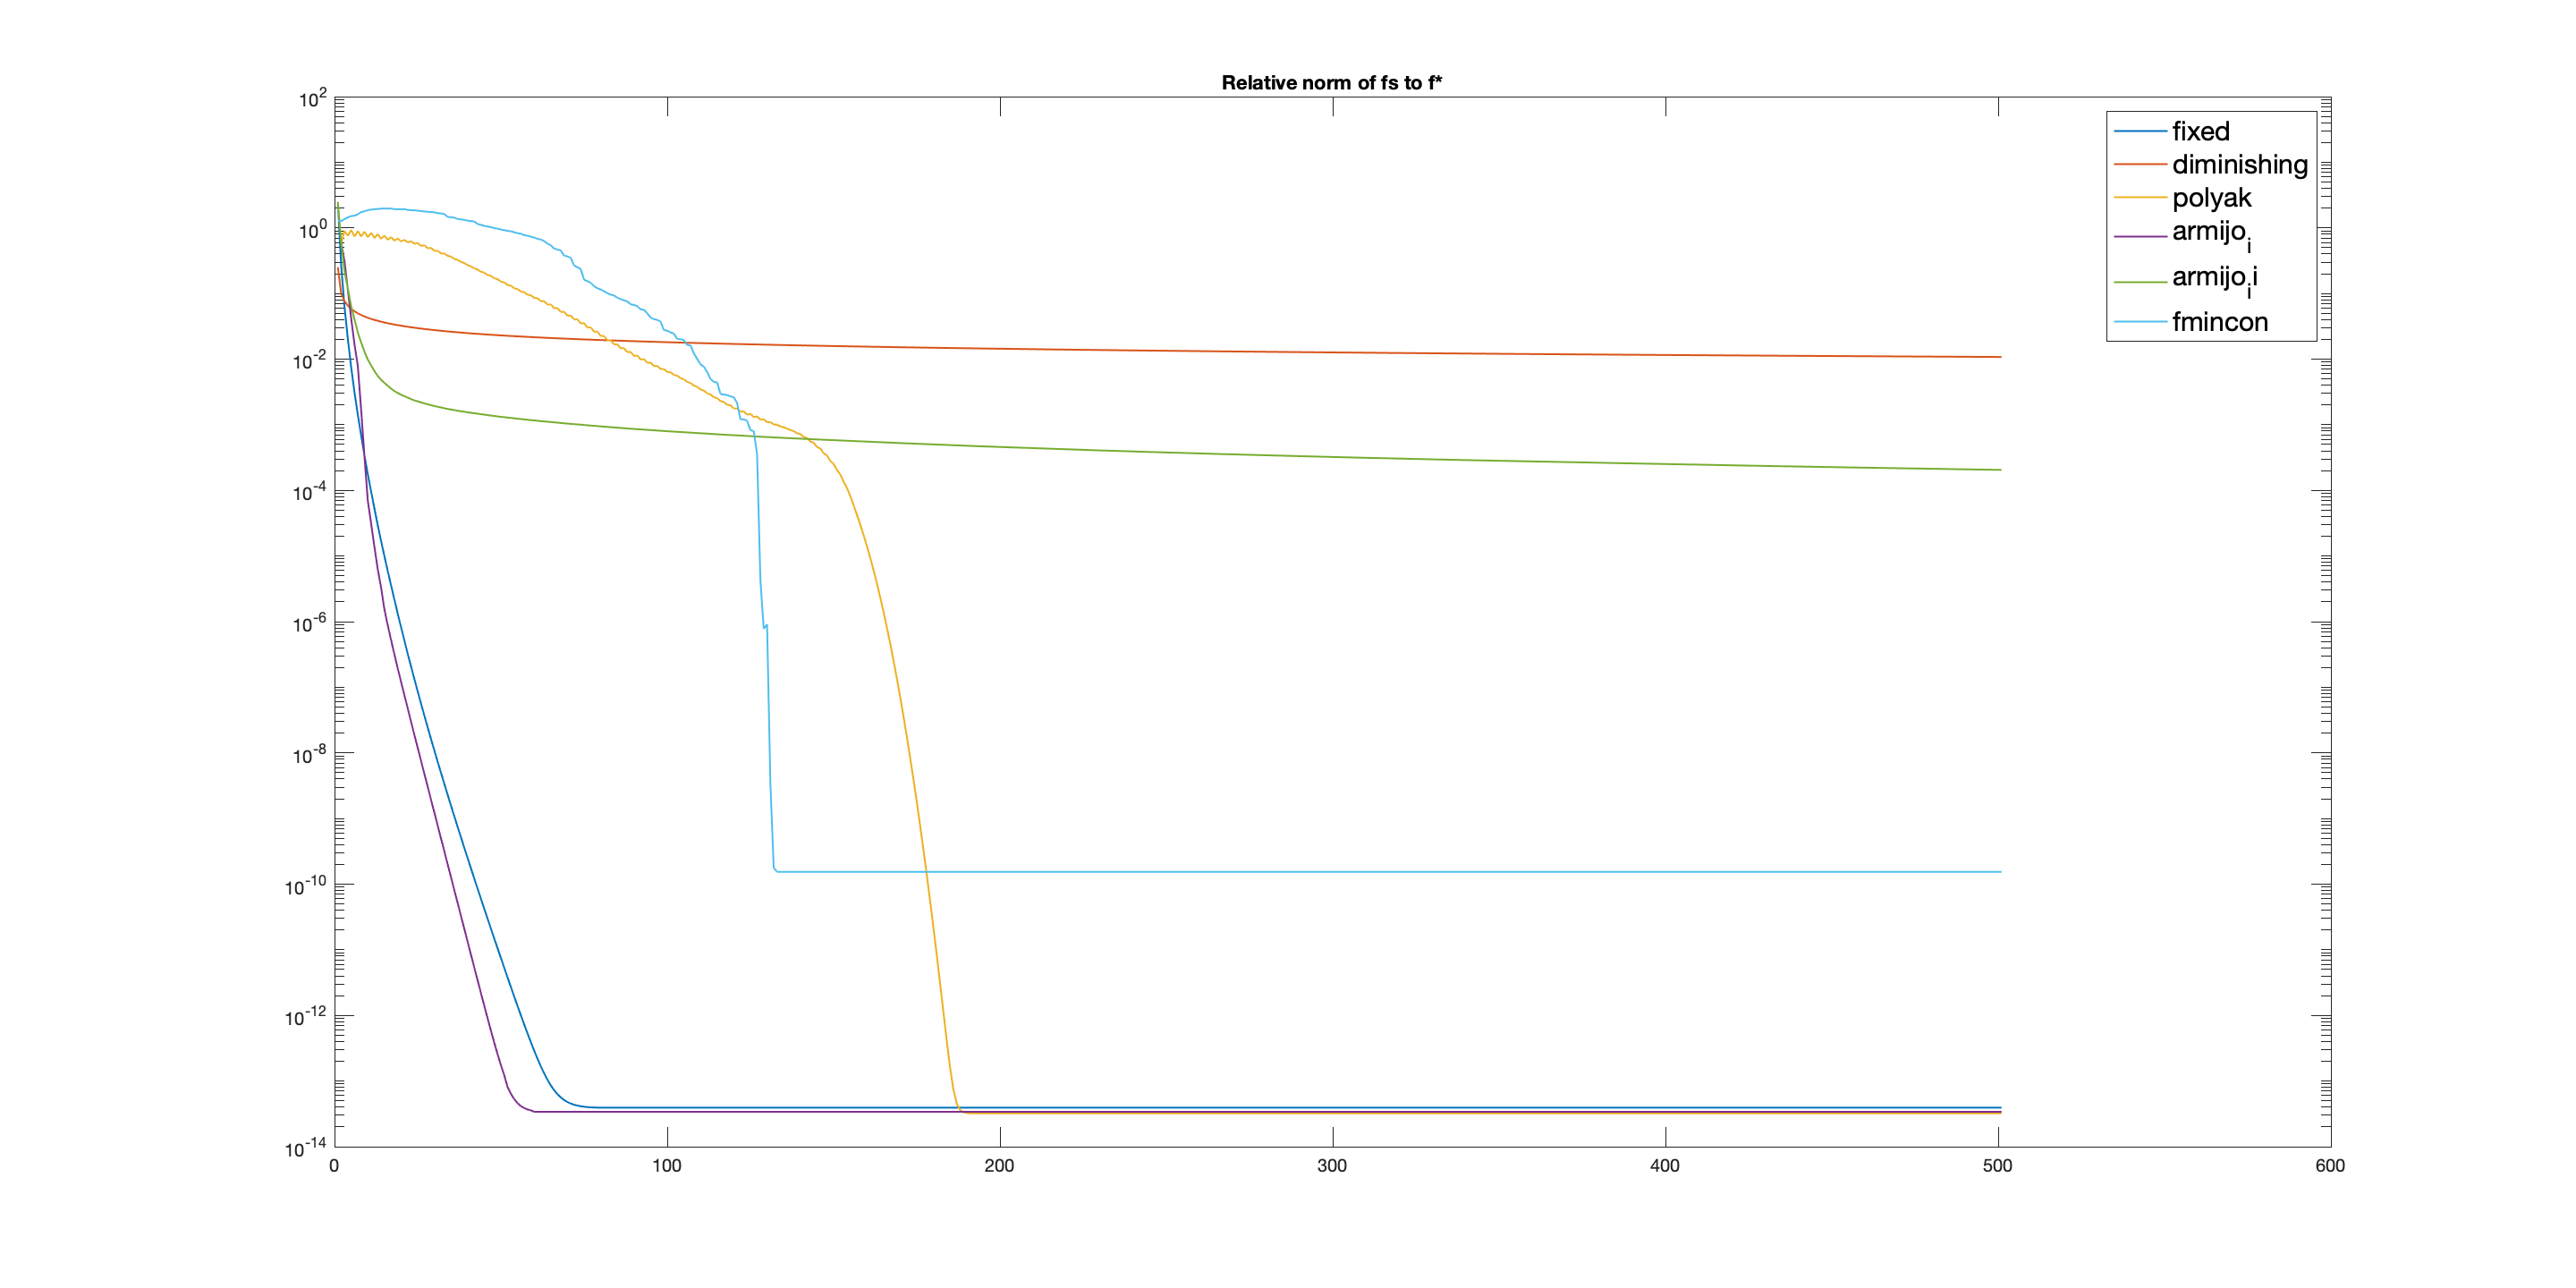 Relative norm of fs to f*
10^2
10^0
10^-2
10^-4
10^-6
10^-8
10^-10
10^-12
10^-14
0 100 200 300 400 500 600
fixed
diminishing
polyak
armijo_i
armijo_ii
fmincon